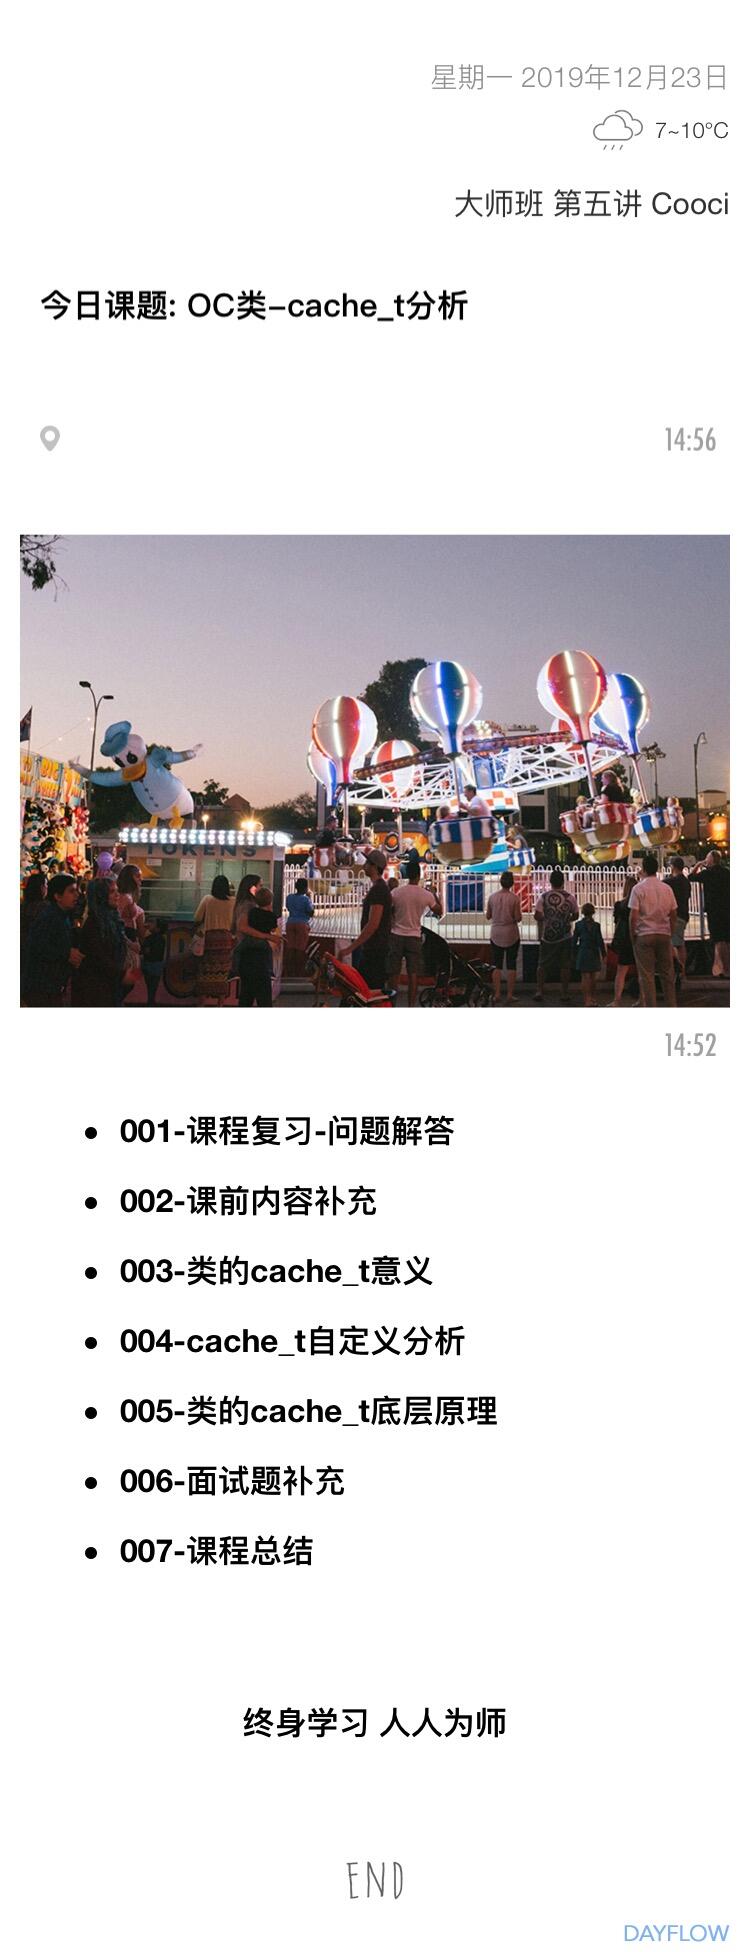 星期一 2019年12月23日
7~10°C
大师班 第五讲 Cooci
今日课题: OC类–cache_t分析
14:56
TOKENS
14:52
001-课程复习-问题解答
002-课前内容补充
003-类的cache_t意义
004-cache_t自定义分析
005-类的cache_t底层原理
006-面试题补充
007-课程总结
终身学习 人人为师
END
DAYFLOW